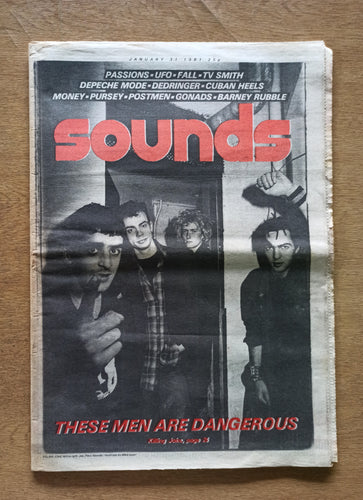 JANUARY 31 1981 25p
PASSIONS•UFO•FALL•TV SMITH
DEPECHE MODE•DEDRINGER•CUBAN HEELS
MONEY•PURSEY•POSTMEN•GONADS•BARNEY RUBBLE
sounds
THESE MEN ARE DANGEROUS
Killing Joke, page 25